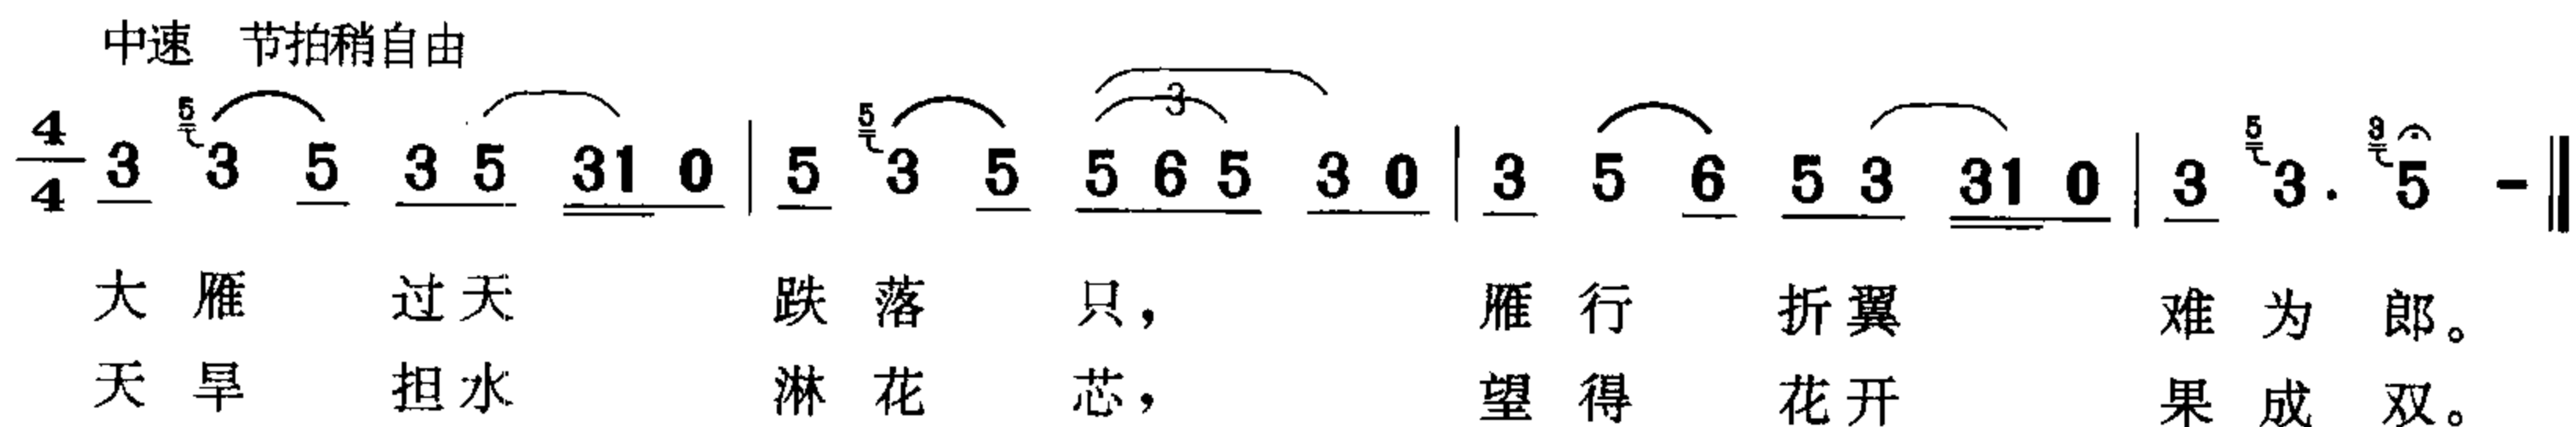 中速 节拍稍自由
5 5 3 5 9
4/4 3 3 5 3 5 31 0 | 5 3 5 5 6 5 3 0 | 3 5 6 5 3 31 0 | 3 3. 5 - ‖
大 雁 过 天 跌 落 只， 雁 行 折 翼 难 为 郎。
天 旱 担 水 淋 花 芯， 望 得 花 开 果 成 双。